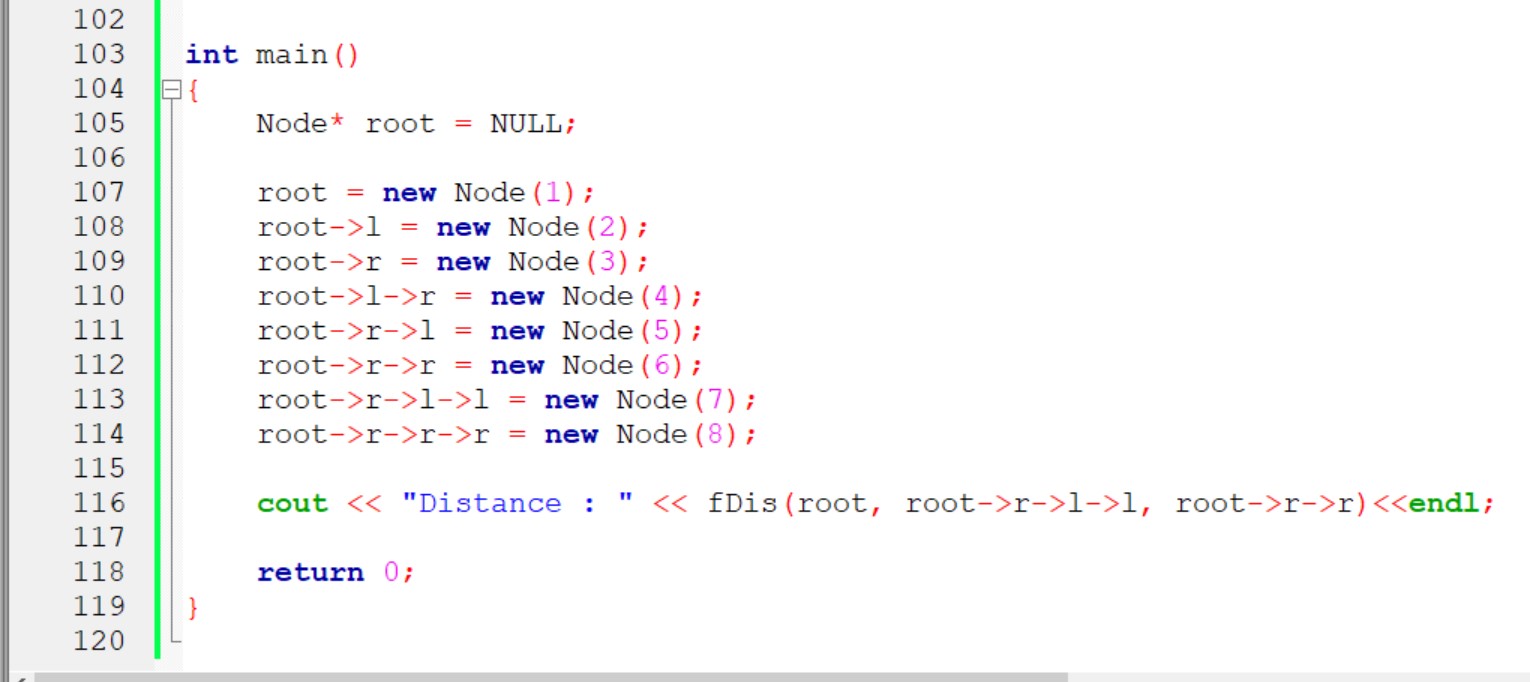 102
103 int main()
104 {
105 Node* root = NULL;
106
107 root = new Node(1);
108 root->l = new Node(2);
109 root->r = new Node(3);
110 root->l->r = new Node(4);
111 root->r->l = new Node(5);
112 root->r->r = new Node(6);
113 root->r->l->l = new Node(7);
114 root->r->r->r = new Node(8);
115
116 cout << "Distance : " << fDis(root, root->r->l->l, root->r->r)<<endl;
117
118 return 0;
119 }
120